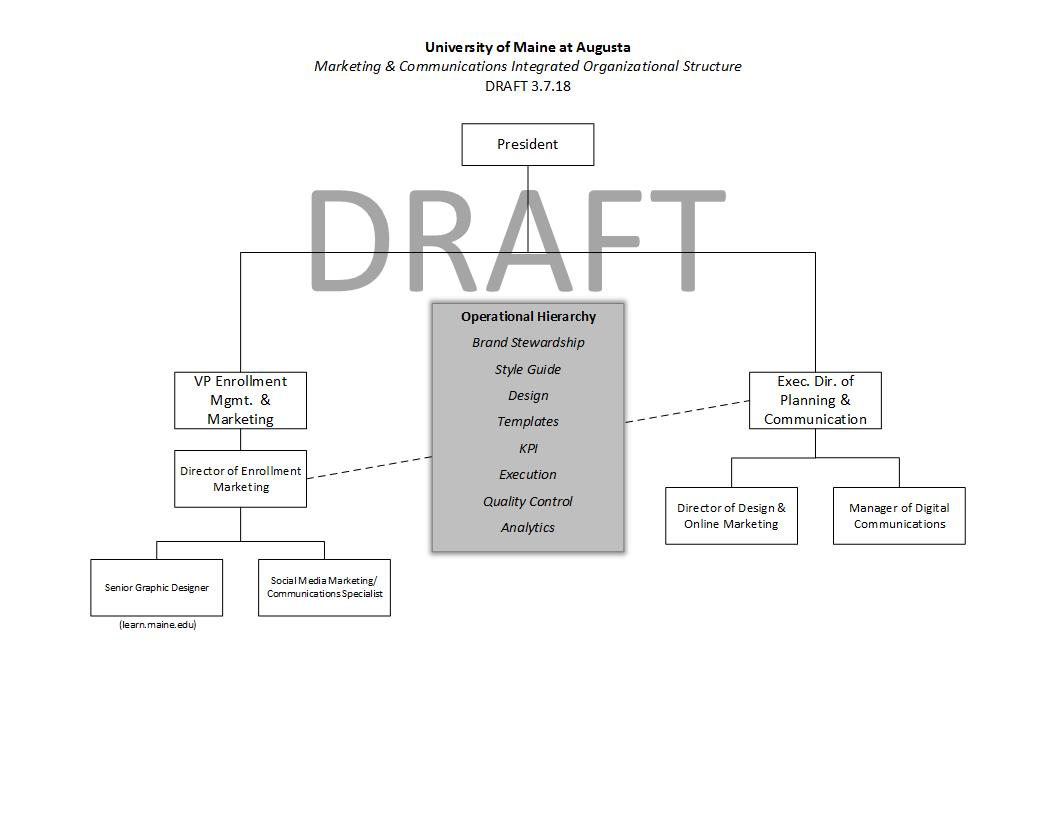 University of Maine at Augusta
Marketing & Communications Integrated Organizational Structure
DRAFT 3.7.18
President
DRAFT
Operational Hierarchy
Brand Stewardship
Style Guide
Design
Templates
KPI
Execution
Quality Control
Analytics
VP Enrollment
Mgmt. &
Marketing
Exec. Dir. of
Planning &
Communication
Director of Enrollment
Marketing
Director of Design &
Online Marketing
Manager of Digital
Communications
Senior Graphic Designer
(learn.maine.edu)
Social Media Marketing/
Communications Specialist